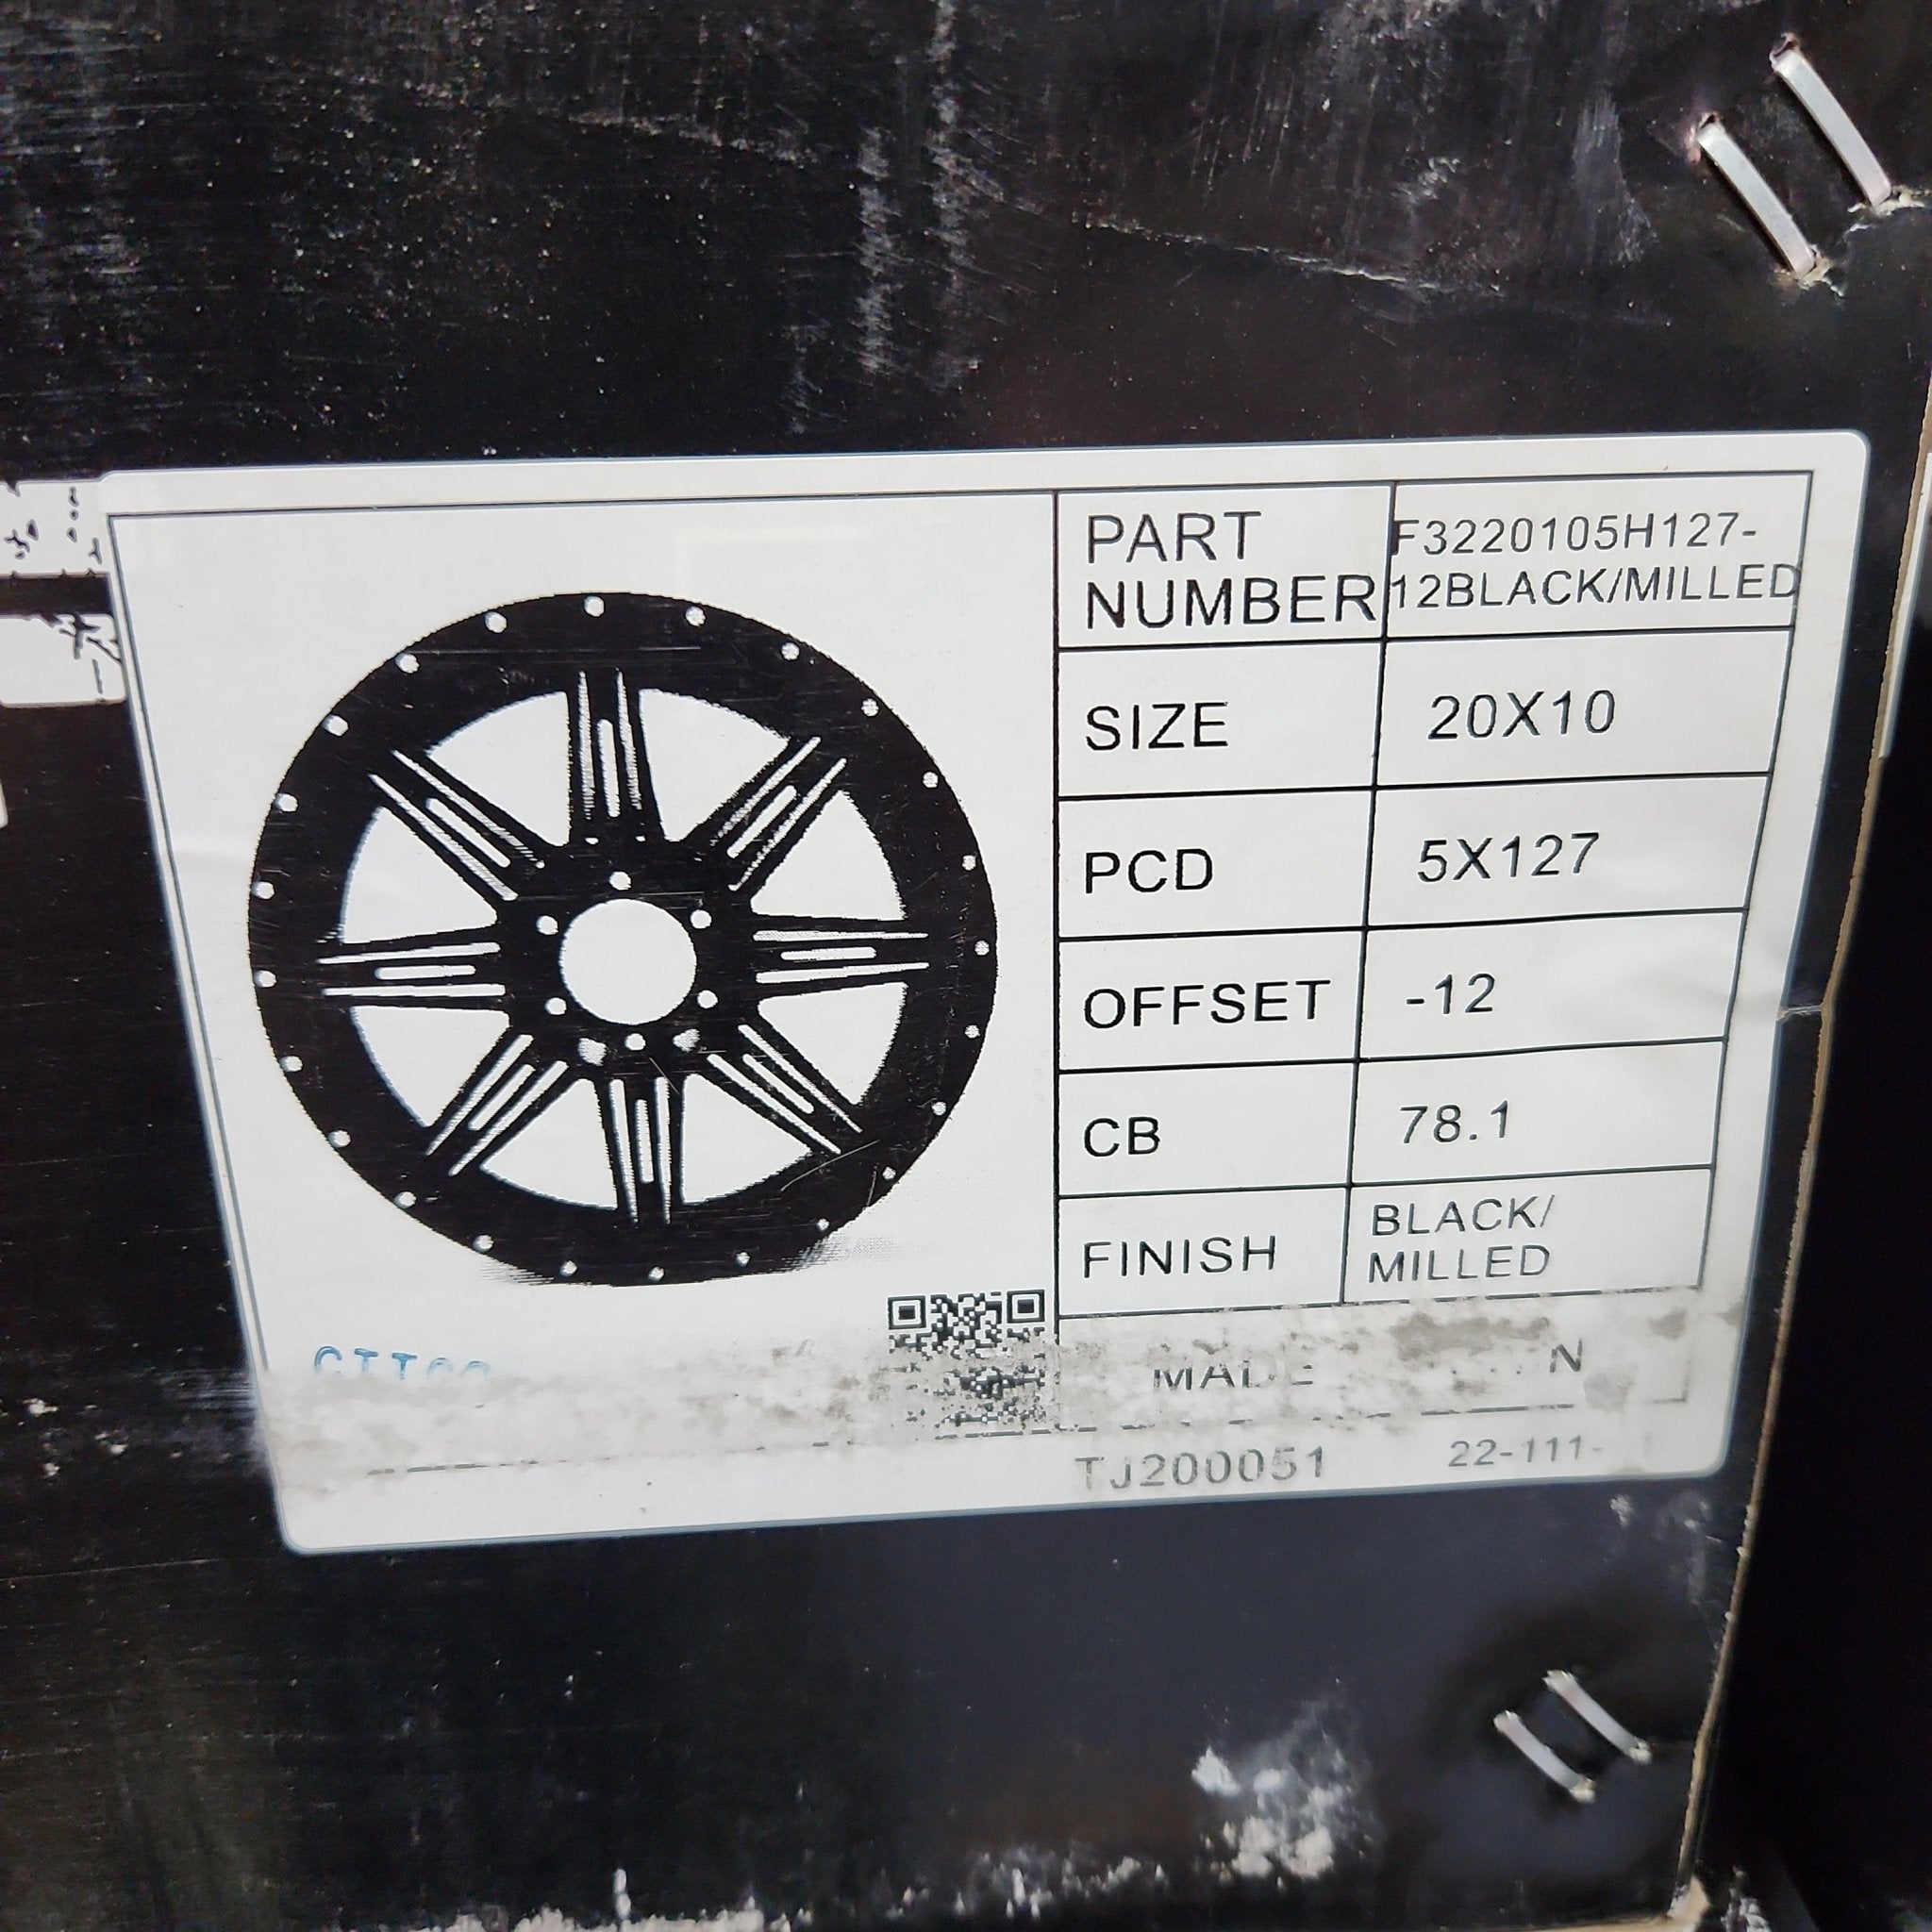 PART NUMBER F3220105H127-12BLACK/MILLED
SIZE 20X10
PCD 5X127
OFFSET -12
CB 78.1
FINISH BLACK/MILLED
MADE
TJ200051 22-111-